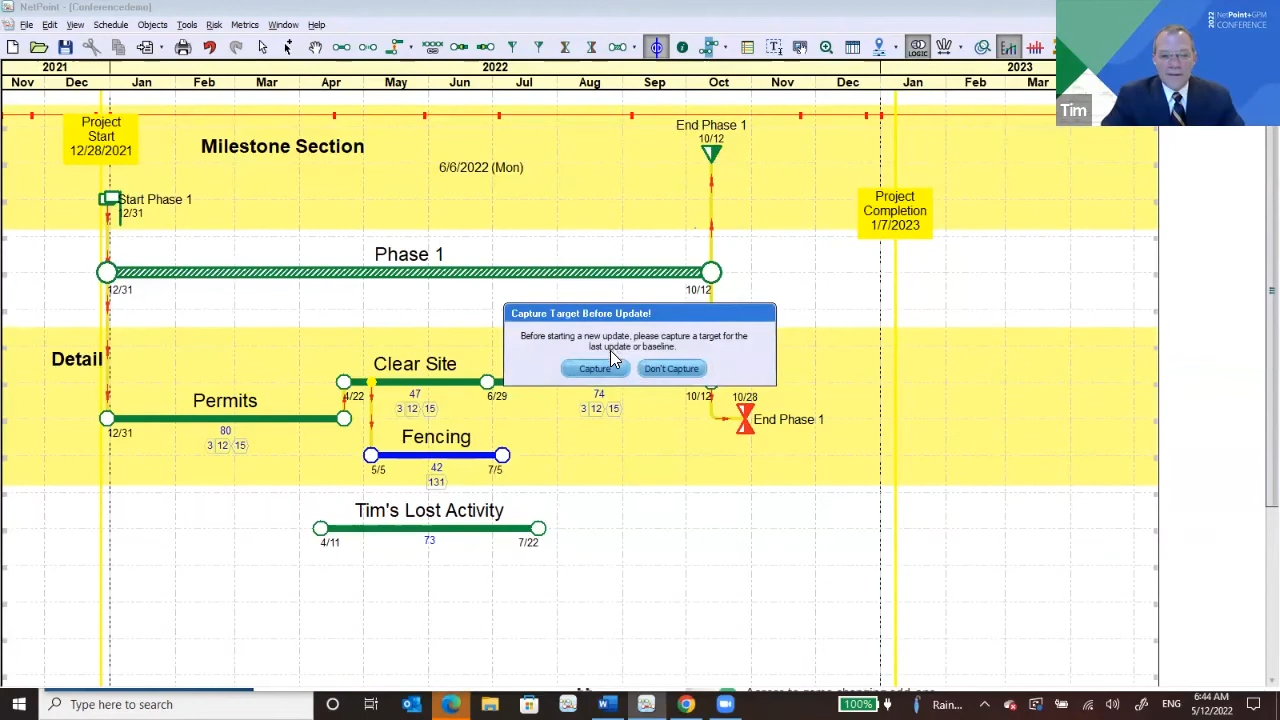 NetPoint - [Conferencedemo]
File Edit View Schedule Objects Tools Risk Metrics Window Help
2021 2022 2023
Nov Dec Jan Feb Mar Apr May Jun Jul Aug Sep Oct Nov Dec Jan Feb Mar
LOGIC
2022 NetPoint+GPM
CONFERENCE
Tim
Project
Start
12/28/2021
Milestone Section
6/6/2022 (Mon)
End Phase 1
10/12
Start Phase 1
12/31
Project
Completion
1/7/2023
Phase 1
12/31 10/12
Capture Target Before Update!
Before starting a new update, please capture a target for the
last update or baseline.
Capture Don't Capture
Detail
Clear Site
4/22 47 6/29 74 10/12 10/28
3 12 15 3 12 15
Permits
12/31 80
3 12 15
End Phase 1
Fencing
5/5 42 7/5
131
Tim's Lost Activity
4/11 73 7/22
Type here to search
100%
Rain...
ENG
6:44 AM
5/12/2022